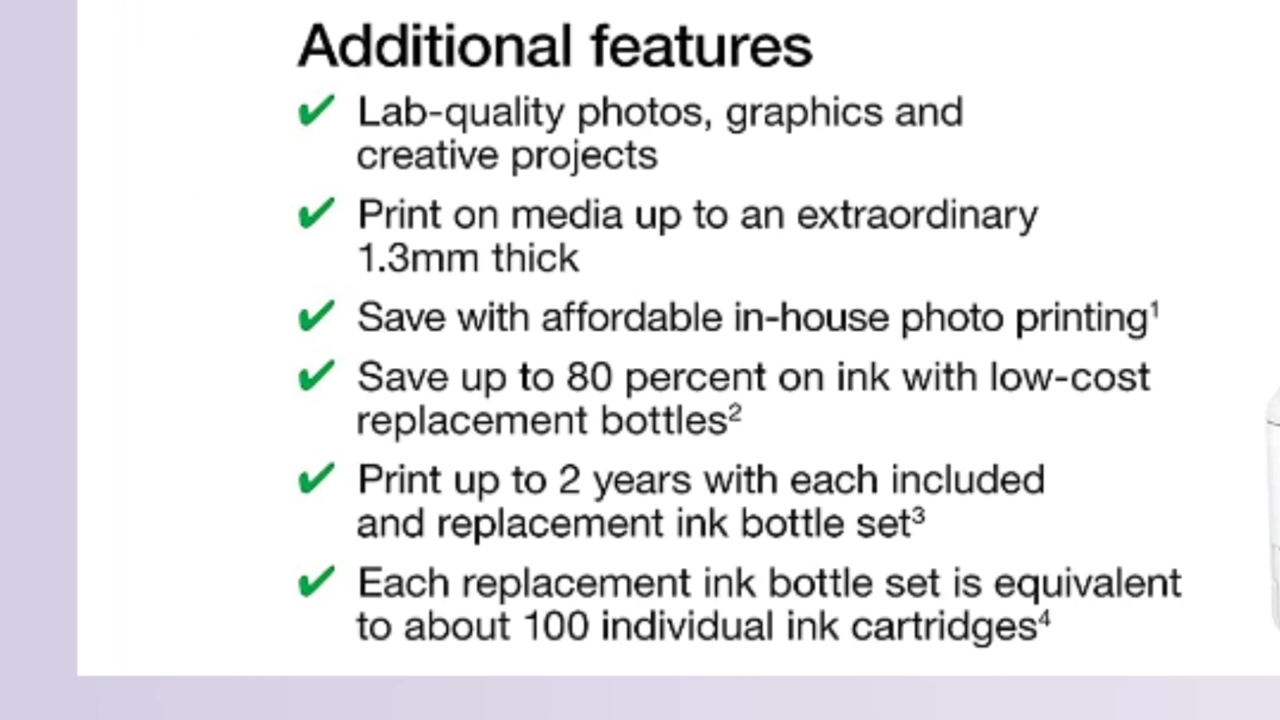 Additional features
✔ Lab-quality photos, graphics and
creative projects
✔ Print on media up to an extraordinary
1.3mm thick
✔ Save with affordable in-house photo printing¹
✔ Save up to 80 percent on ink with low-cost
replacement bottles²
✔ Print up to 2 years with each included
and replacement ink bottle set³
✔ Each replacement ink bottle set is equivalent
to about 100 individual ink cartridges⁴